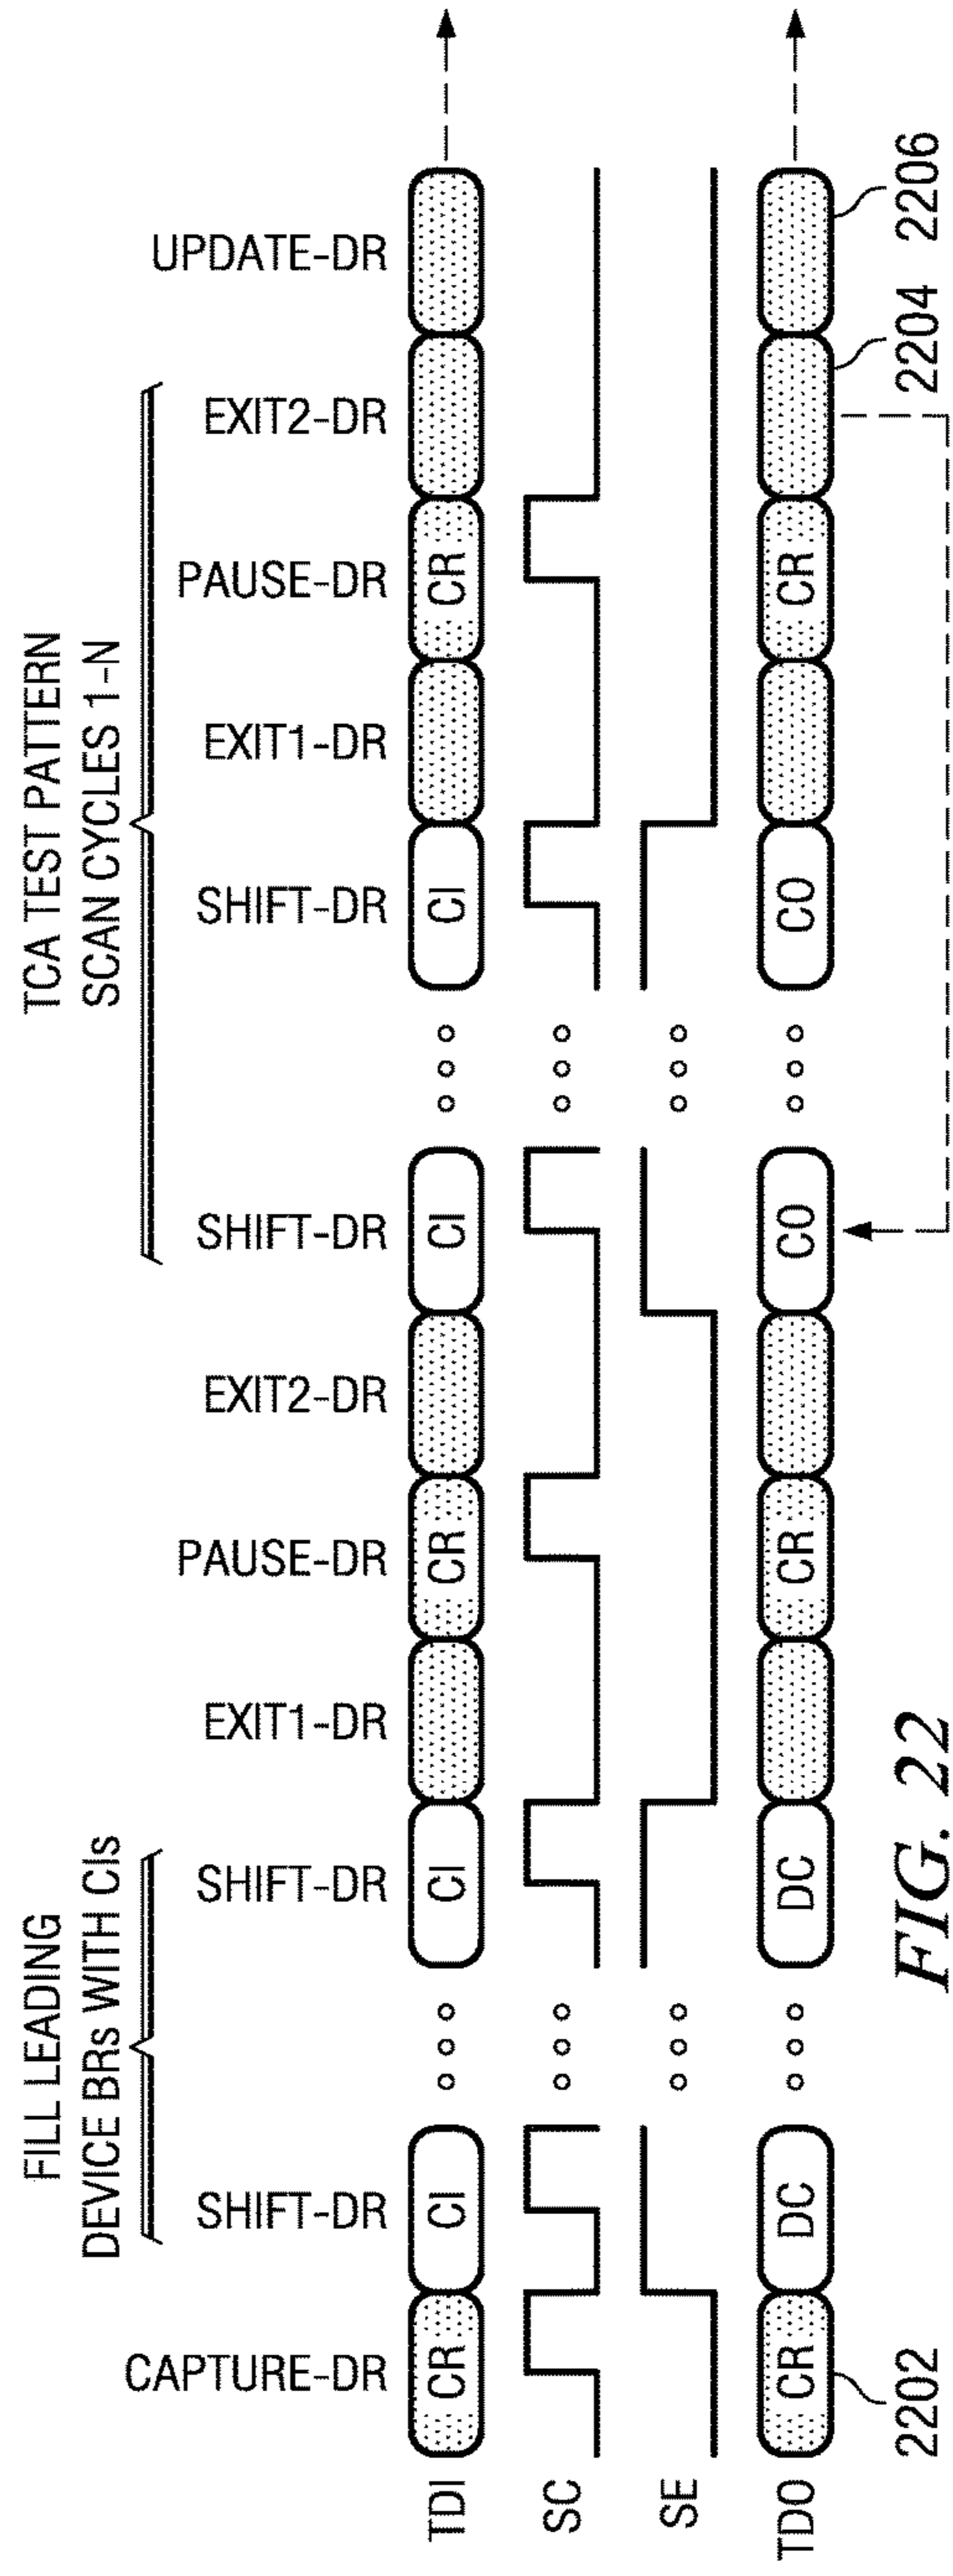 FILL LEADING
DEVICE BRs WITH CIs
TCA TEST PATTERN
SCAN CYCLES 1-N
CAPTURE-DR
SHIFT-DR
SHIFT-DR
EXIT1-DR
PAUSE-DR
EXIT2-DR
SHIFT-DR
SHIFT-DR
EXIT1-DR
PAUSE-DR
EXIT2-DR
UPDATE-DR
TDI
CR
CI
CI
CR
CI
CI
CR
SC
SE
TDO
CR
DC
DC
CR
CO
CO
CR
2202
2204
2206
FIG. 22